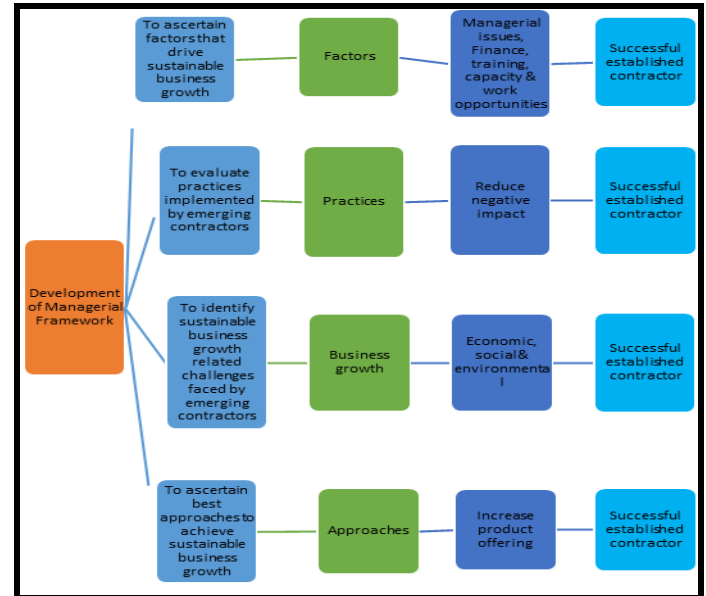 To ascertain
factors that
drive
sustainable
business
growth
Factors
Managerial
issues,
Finance,
training,
capacity &
work
opportunities
Successful
established
contractor
To evaluate
practices
implemented
by emerging
contractors
Practices
Reduce
negative
impact
Successful
established
contractor
Development
of Managerial
Framework
To identify
sustainable
business
growth
related
challenges
faced by
emerging
contractors
Business
growth
Economic,
social&
environmenta
l
Successful
established
contractor
To ascertain
best
approaches to
achieve
sustainable
business
growth
Approaches
Increase
product
offering
Successful
established
contractor